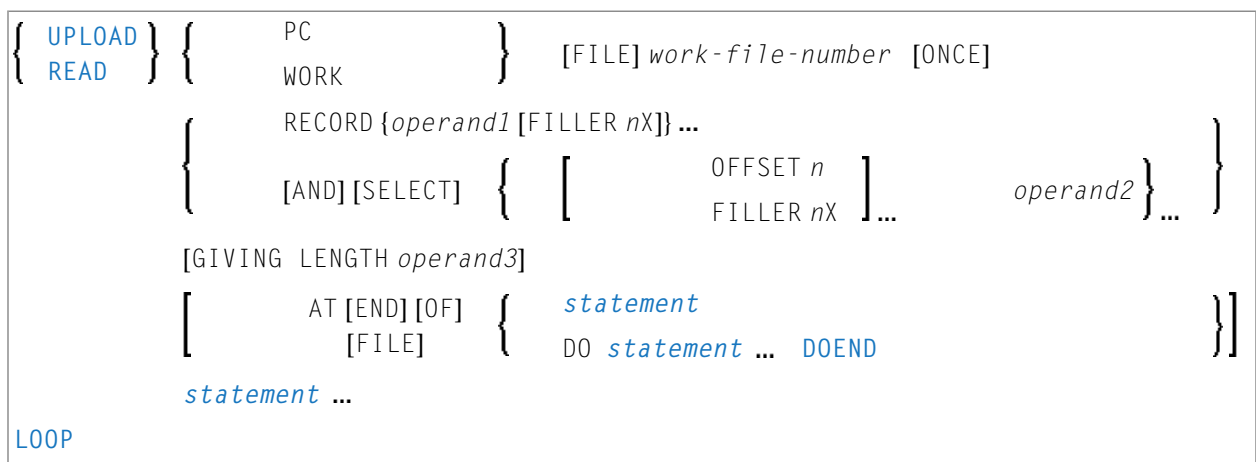 { UPLOAD } { PC } [FILE] work-file-number [ONCE]
READ WORK
{ RECORD {operand1 [FILLER nX]} ... }
[AND] [SELECT] { [ OFFSET n ] ... operand2 } ...
FILLER nX
[GIVING LENGTH operand3]
[ AT [END] [OF] { statement } ]
[FILE] DO statement ... DOEND
statement ...
LOOP